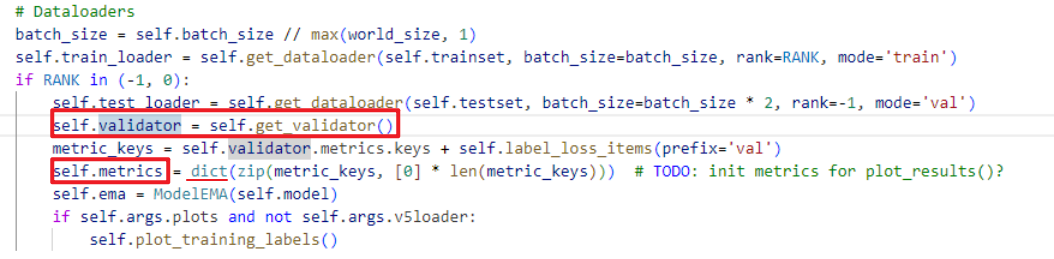 # Dataloaders
batch_size = self.batch_size // max(world_size, 1)
self.train_loader = self.get_dataloader(self.trainset, batch_size=batch_size, rank=RANK, mode='train')
if RANK in (-1, 0):
self.test_loader = self.get_dataloader(self.testset, batch_size=batch_size * 2, rank=-1, mode='val')
self.validator = self.get_validator()
metric_keys = self.validator.metrics.keys + self.label_loss_items(prefix='val')
self.metrics = dict(zip(metric_keys, [0] * len(metric_keys)))  # TODO: init metrics for plot_results()?
self.ema = ModelEMA(self.model)
if self.args.plots and not self.args.v5loader:
self.plot_training_labels()